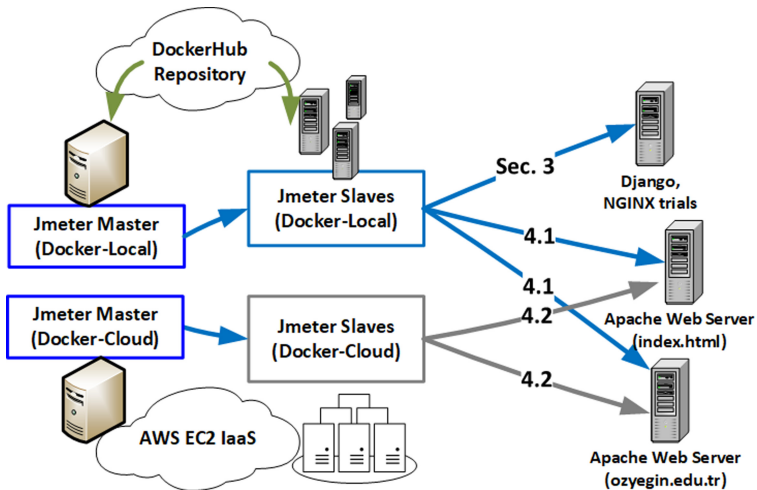 DockerHub
Repository
Jmeter Master
(Docker-Local)
Jmeter Slaves
(Docker-Local)
Sec. 3
Django,
NGINX trials
4.1
4.1
4.2
Apache Web Server
(index.html)
Jmeter Master
(Docker-Cloud)
Jmeter Slaves
(Docker-Cloud)
4.2
AWS EC2 IaaS
Apache Web Server
(ozyegin.edu.tr)